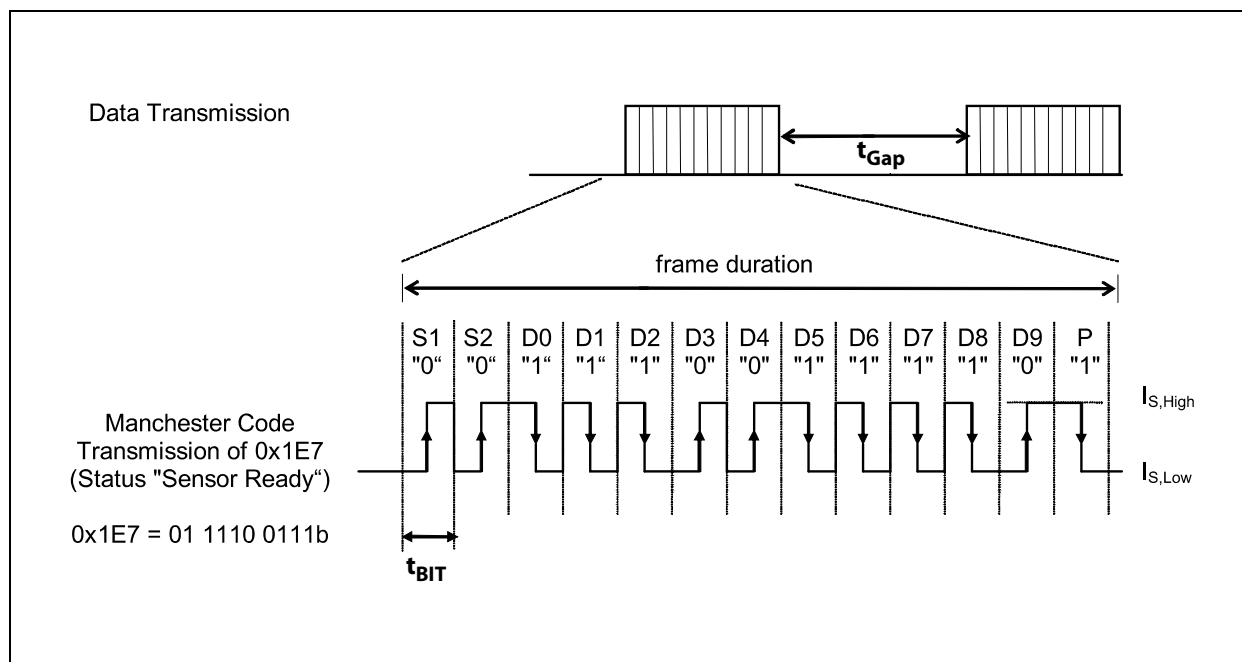 Data Transmission
tGap
frame duration
S1 S2 D0 D1 D2 D3 D4 D5 D6 D7 D8 D9 P
"0“ "0“ "1“ "1“ "1" "0" "0" "1" "1" "1" "1" "0" "1"
IS,High
Manchester Code
Transmission of 0x1E7
(Status "Sensor Ready“)
IS,Low
0x1E7 = 01 1110 0111b
tBIT